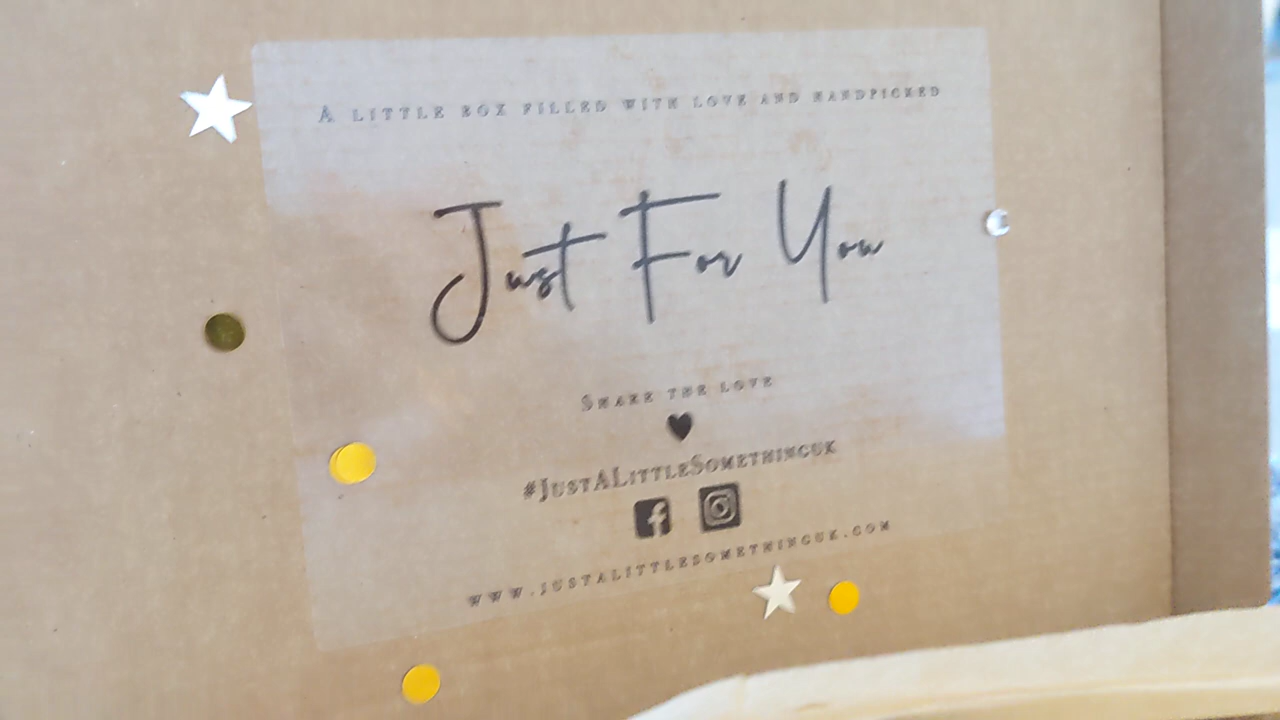 A LITTLE BOX FILLED WITH LOVE AND HANDPICKED
Just For You
SHARE THE LOVE
#JUSTALITTLESOMETHINGUK
WWW.JUSTALITTLESOMETHINGUK.COM